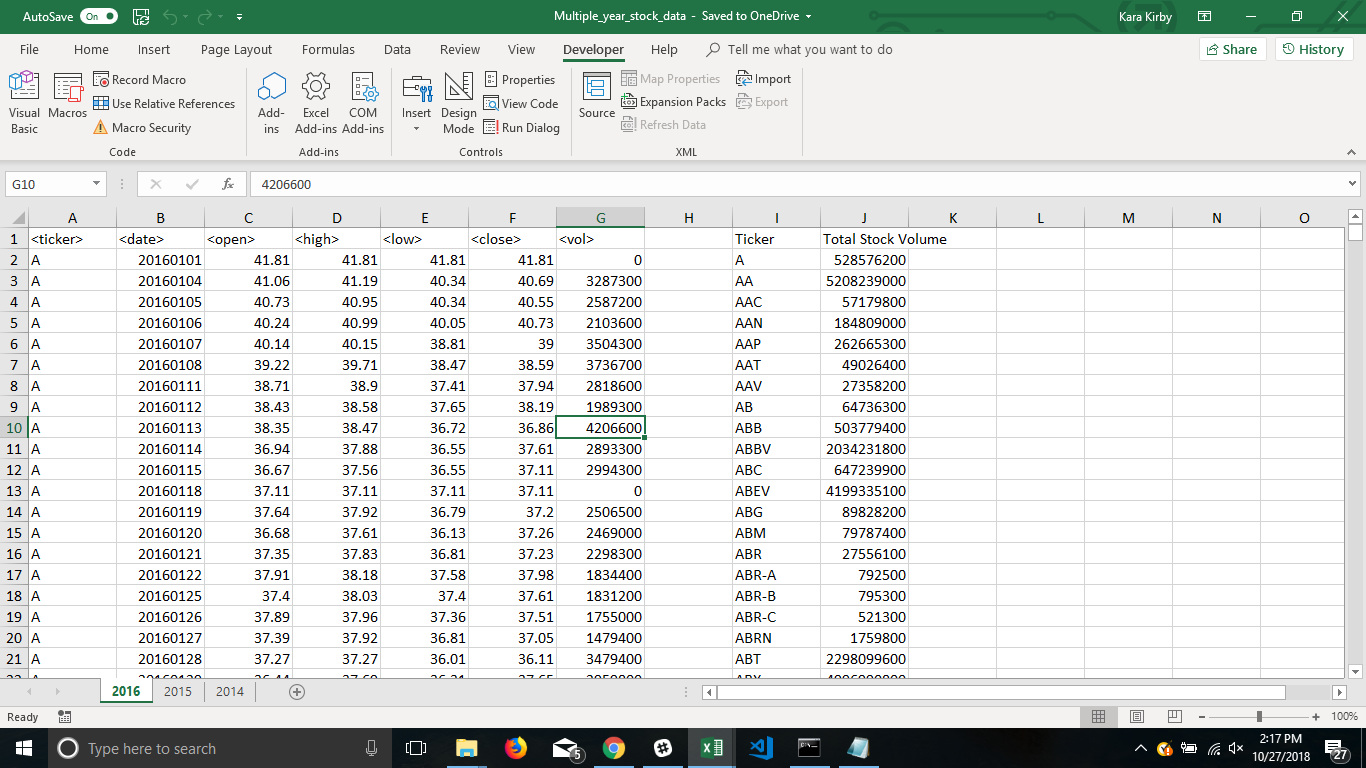 AutoSave On Multiple_year_stock_data - Saved to OneDrive Kara Kirby
File Home Insert Page Layout Formulas Data Review View Developer Help Tell me what you want to do Share History
Visual Basic
Macros
Record Macro
Use Relative References
Macro Security
Code
Add-ins
Excel Add-ins
COM Add-ins
Add-ins
Insert
Design Mode
Properties
View Code
Run Dialog
Controls
Source
Map Properties
Expansion Packs
Refresh Data
Import
Export
XML
G10 fx 4206600
A B C D E F G H I J K L M N O
1 <ticker> <date> <open> <high> <low> <close> <vol> Ticker Total Stock Volume
2 A 20160101 41.81 41.81 41.81 41.81 0 A 528576200
3 A 20160104 41.06 41.19 40.34 40.69 3287300 AA 5208239000
4 A 20160105 40.73 40.95 40.34 40.55 2587200 AAC 57179800
5 A 20160106 40.24 40.99 40.05 40.73 2103600 AAN 184809000
6 A 20160107 40.14 40.15 38.81 39 3504300 AAP 262665300
7 A 20160108 39.22 39.71 38.47 38.59 3736700 AAT 49026400
8 A 20160111 38.71 38.9 37.41 37.94 2818600 AAV 27358200
9 A 20160112 38.43 38.58 37.65 38.19 1989300 AB 64736300
10 A 20160113 38.35 38.47 36.72 36.86 4206600 ABB 503779400
11 A 20160114 36.94 37.88 36.55 37.61 2893300 ABBV 2034231800
12 A 20160115 36.67 37.56 36.55 37.11 2994300 ABC 647239900
13 A 20160118 37.11 37.11 37.11 37.11 0 ABEV 4199335100
14 A 20160119 37.64 37.92 36.79 37.2 2506500 ABG 89828200
15 A 20160120 36.68 37.61 36.13 37.26 2469000 ABM 79787400
16 A 20160121 37.35 37.83 36.81 37.23 2298300 ABR 27556100
17 A 20160122 37.91 38.18 37.58 37.98 1834400 ABR-A 792500
18 A 20160125 37.4 38.03 37.4 37.61 1831200 ABR-B 795300
19 A 20160126 37.89 37.96 37.36 37.51 1755000 ABR-C 521300
20 A 20160127 37.39 37.92 36.81 37.05 1479400 ABRN 1759800
21 A 20160128 37.27 37.27 36.01 36.11 3479400 ABT 2298099600
2016 2015 2014
Ready 100%
Type here to search 5 2:17 PM
10/27/2018 27